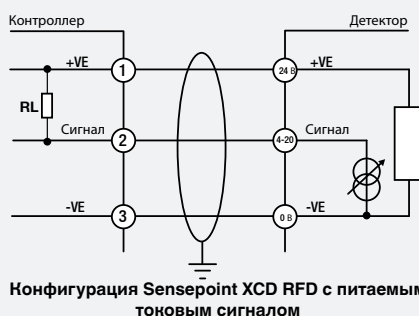 Контроллер
Детектор
+VE
1
24 В
+VE
RL
Сигнал
2
4-20
Сигнал
-VE
3
0 В
-VE
Конфигурация Sensepoint XCD RFD с питаемым
токовым сигналом